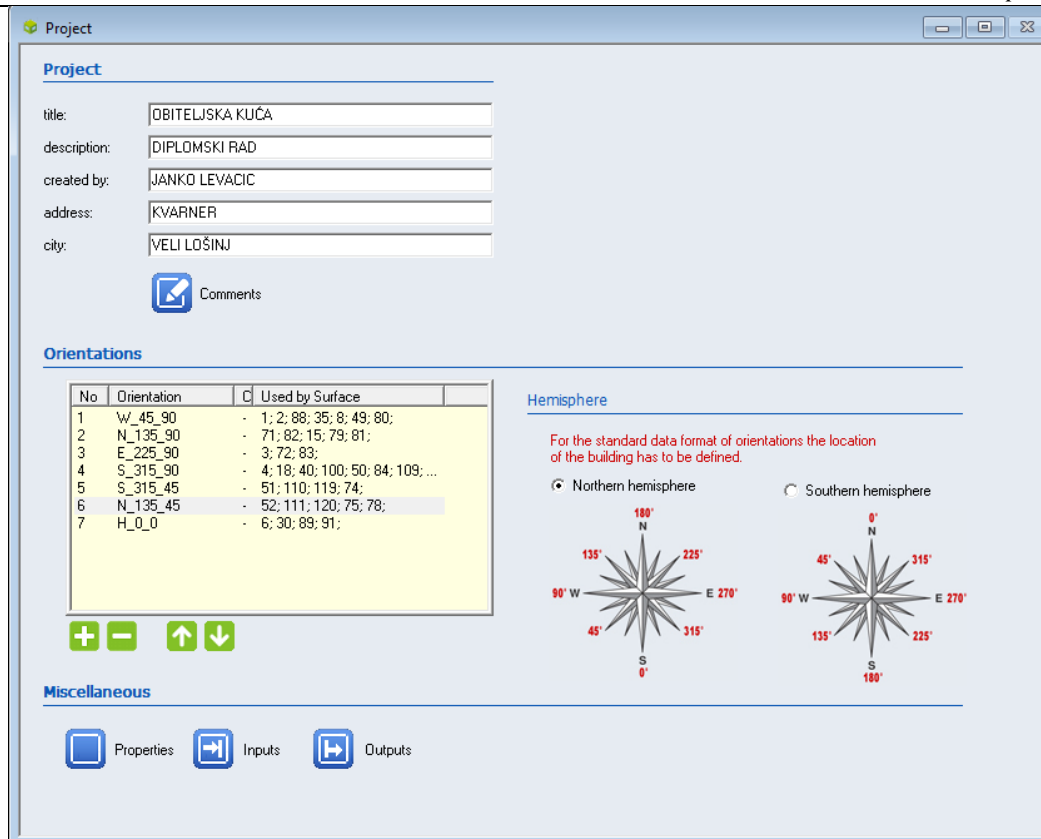 Project
Project
title: OBITELJSKA KUĆA
description: DIPLOMSKI RAD
created by: JANKO LEVACIC
address: KVARNER
city: VELI LOŠINJ
Comments
Orientations
No Orientation C Used by Surface
1 W_45_90 - 1; 2; 88; 35; 8; 49; 80;
2 N_135_90 - 71; 82; 15; 79; 81;
3 E_225_90 - 3; 72; 83;
4 S_315_90 - 4; 18; 40; 100; 50; 84; 109; ...
5 S_315_45 - 51; 110; 119; 74;
6 N_135_45 - 52; 111; 120; 75; 78;
7 H_0_0 - 6; 30; 89; 91;
Hemisphere
For the standard data format of orientations the location
of the building has to be defined.
Northern hemisphere
180°
N
135° 225°
90° W E 270°
45° 315°
S
0°
Southern hemisphere
0°
N
45° 315°
90° W E 270°
135° 225°
S
180°
Miscellaneous
Properties Inputs Outputs